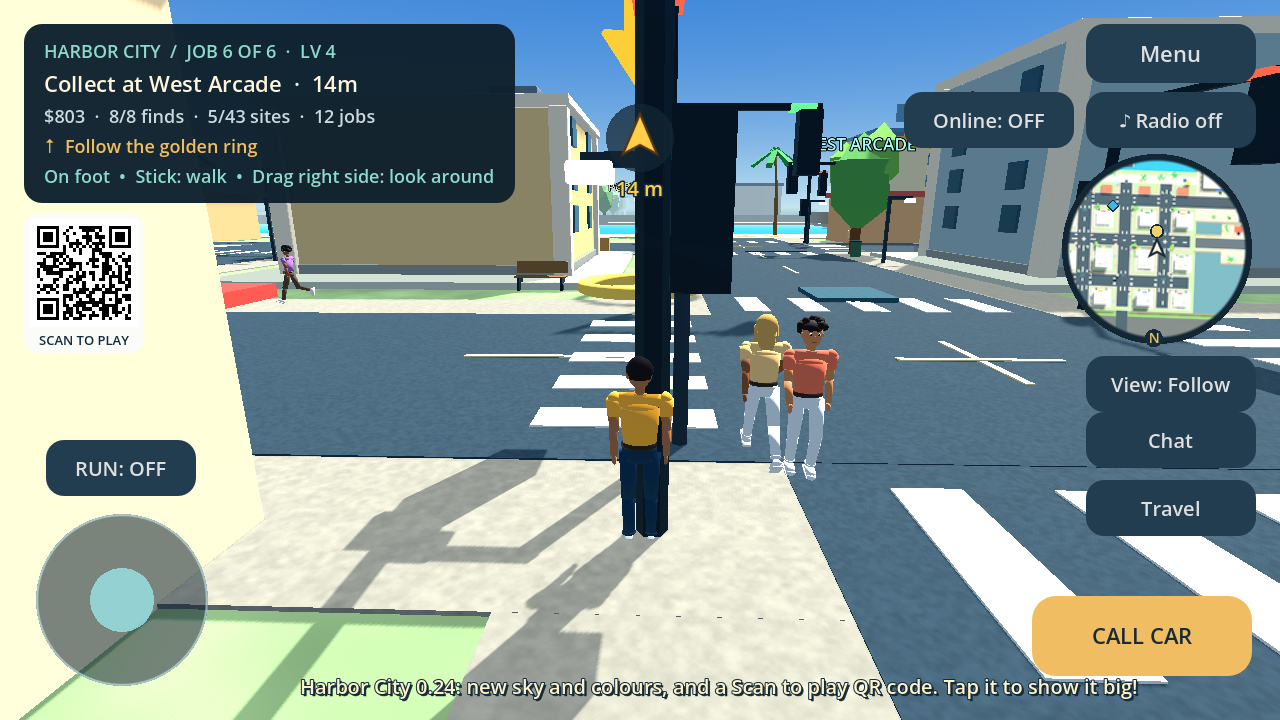 HARBOR CITY / JOB 6 OF 6 · LV 4
Collect at West Arcade · 14m
$803 · 8/8 finds · 5/43 sites · 12 jobs
↑ Follow the golden ring
On foot • Stick: walk • Drag right side: look around
SCAN TO PLAY
Menu
Online: OFF
♪ Radio off
EST ARCADE
14 m
N
View: Follow
Chat
Travel
RUN: OFF
CALL CAR
Harbor City 0.24: new sky and colours, and a Scan to play QR code. Tap it to show it big!